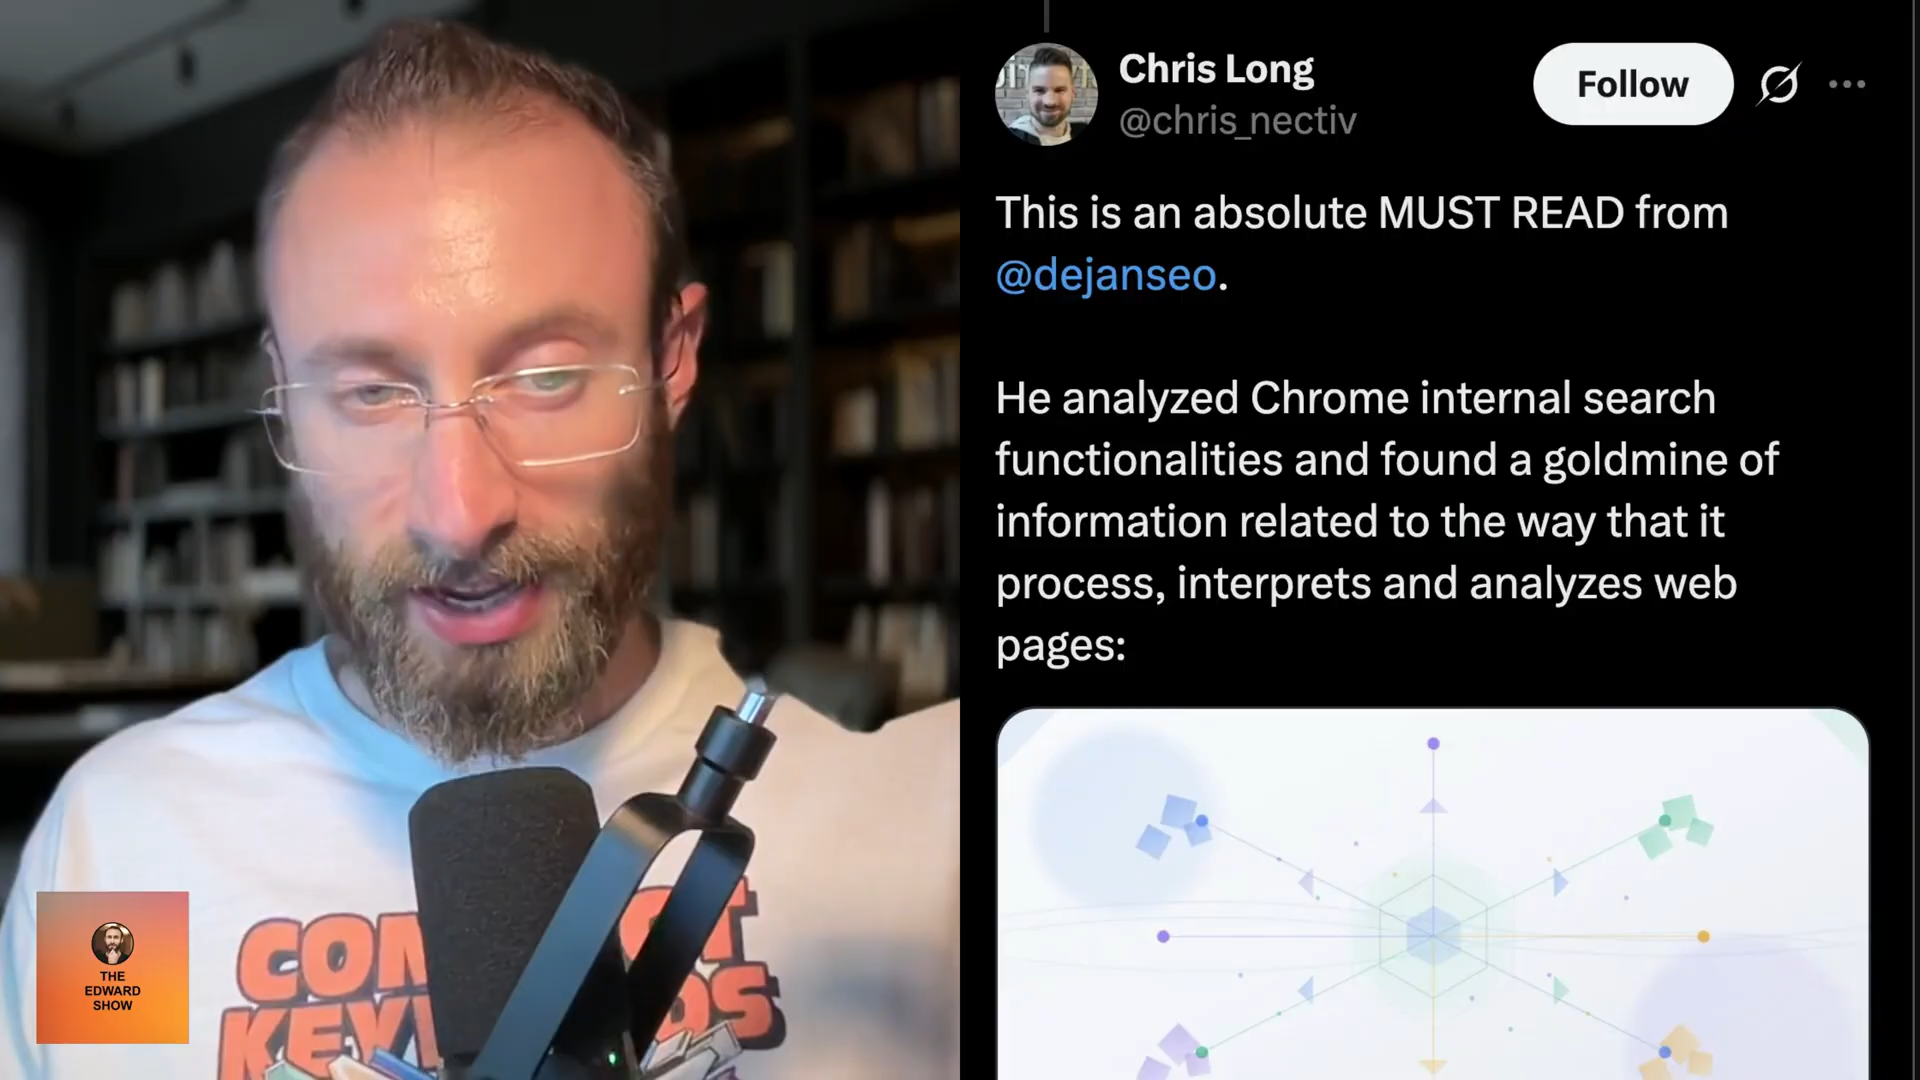 Chris Long
@chris_nectiv
Follow
This is an absolute MUST READ from
@dejanseo.
He analyzed Chrome internal search
functionalities and found a goldmine of
information related to the way that it
process, interprets and analyzes web
pages:
THE
EDWARD
SHOW